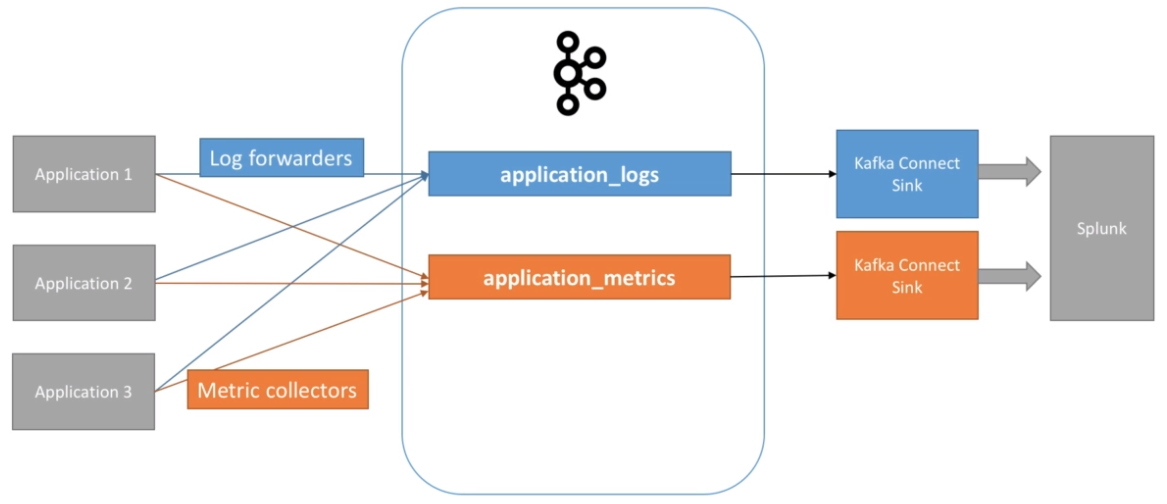 Log forwarders
Application 1
application_logs
Kafka Connect
Sink
Splunk
Application 2
application_metrics
Kafka Connect
Sink
Application 3
Metric collectors